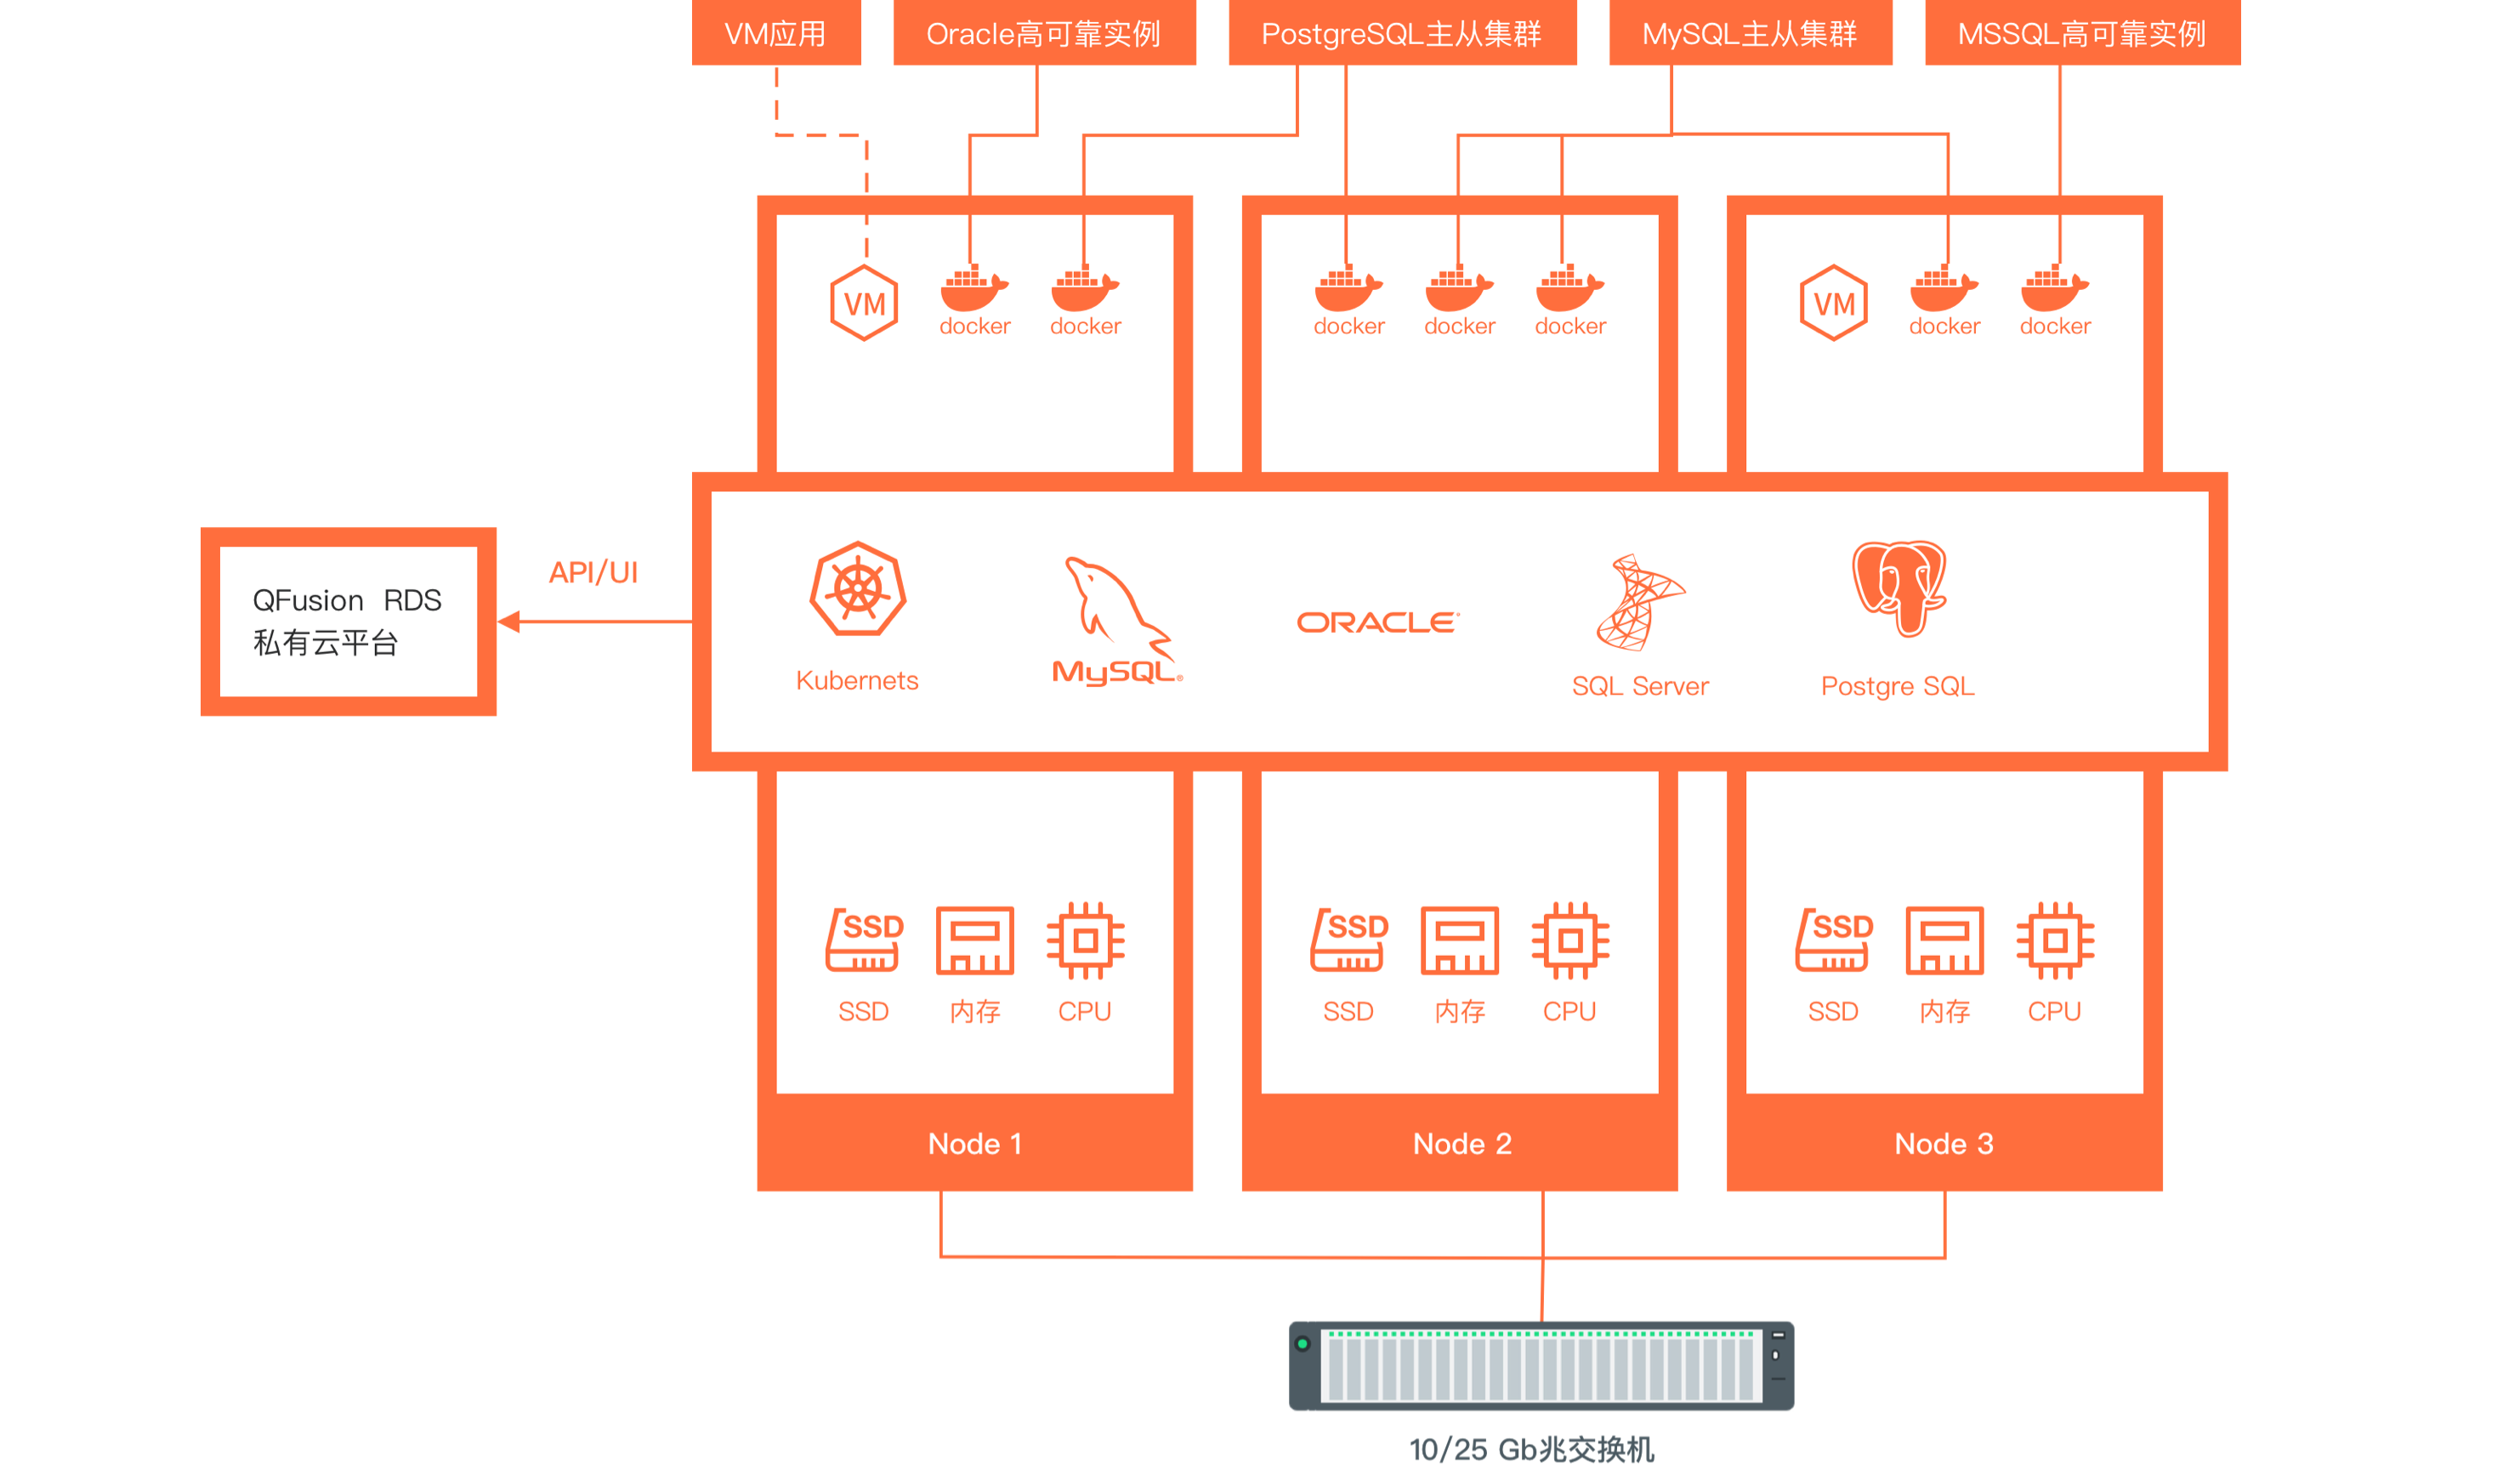 VM应用
Oracle高可靠实例
PostgreSQL主从集群
MySQL主从集群
MSSQL高可靠实例
VM
docker
docker
docker
docker
docker
VM
docker
docker
API/UI
QFusion RDS
私有云平台
Kubernets
MySQL®
ORACLE®
SQL Server
Postgre SQL
SSD
SSD
SSD
SSD
内存
CPU
SSD
内存
CPU
SSD
内存
CPU
Node 1
Node 2
Node 3
10/25 Gb兆交换机